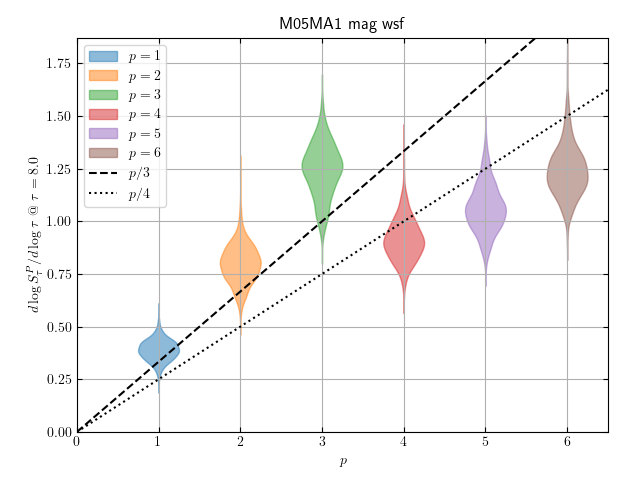 M05MA1 mag wsf
p = 1
p = 2
p = 3
p = 4
p = 5
p = 6
p/3
p/4
d log S^P_τ / d log τ @ τ = 8.0
1.75
1.50
1.25
1.00
0.75
0.50
0.25
0.00
0 1 2 3 4 5 6
p